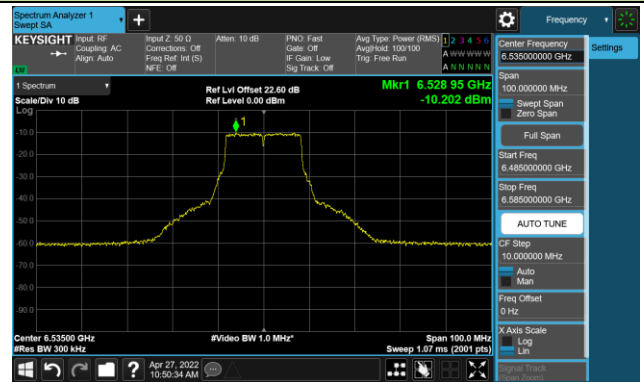 Spectrum Analyzer 1
Swept SA
+
Frequency
KEYSIGHT
Input: RF
Coupling: AC
Align: Auto
Input Z: 50 Ω
Corrections: Off
Freq Ref: Int (S)
NFE: Off
Atten: 10 dB
PNO: Fast
Gate: Off
IF Gain: Low
Sig Track: Off
Avg Type: Power (RMS)
Avg|Hold: 100/100
Trig: Free Run
1 2 3 4 5 6
A W W W W W
A N N N N N
LW
1 Spectrum
Scale/Div 10 dB
Ref Lvl Offset 22.60 dB
Ref Level 0.00 dBm
Mkr1 6.528 95 GHz
-10.202 dBm
Log
1
-10.0
-20.0
-30.0
-40.0
-50.0
-60.0
-70.0
-80.0
-90.0
Center 6.53500 GHz
#Res BW 300 kHz
#Video BW 1.0 MHz*
Span 100.0 MHz
Sweep 1.07 ms (2001 pts)
Center Frequency
6.535000000 GHz
Settings
Span
100.000000 MHz
Swept Span
Zero Span
Full Span
Start Freq
6.485000000 GHz
Stop Freq
6.585000000 GHz
AUTO TUNE
CF Step
10.000000 MHz
Auto
Man
Freq Offset
0 Hz
X Axis Scale
Log
Lin
Signal Track
(Span Zoom)
?
Apr 27, 2022
10:50:34 AM